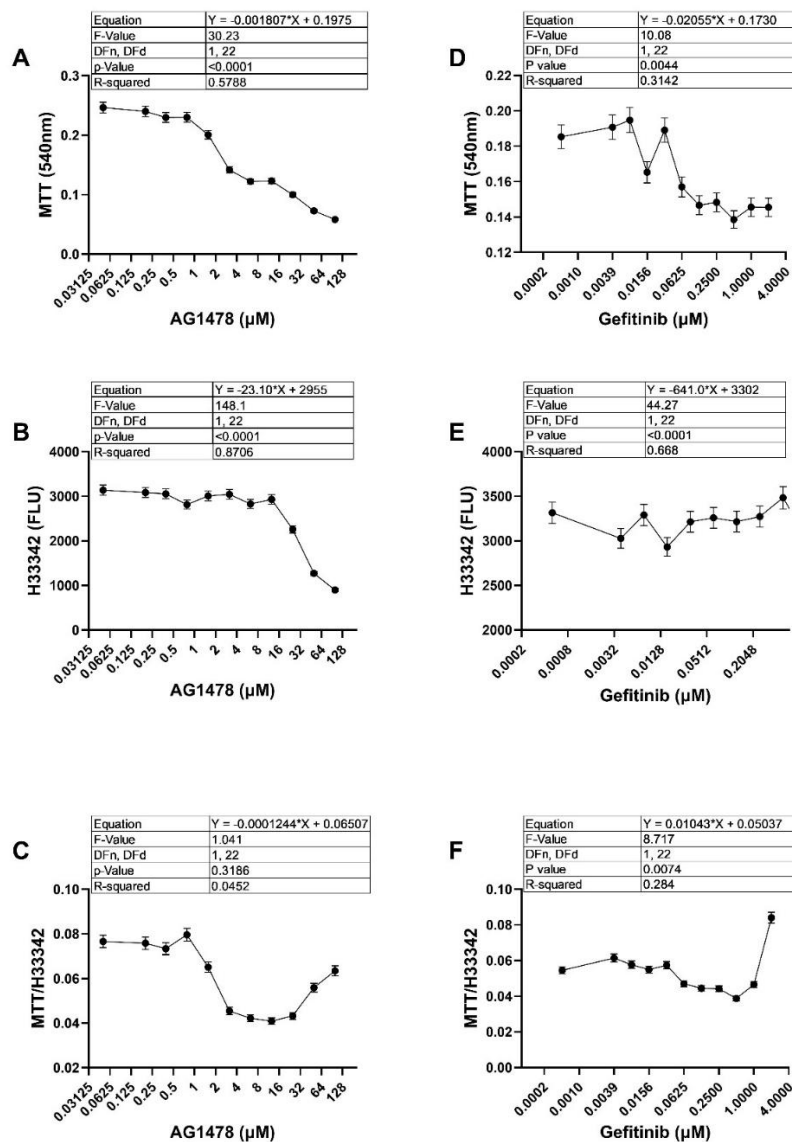 A
Equation Y = -0.001807*X + 0.1975
F-Value 30.23
DFn, DFd 1, 22
p-Value <0.0001
R-squared 0.5788
MTT (540nm)
0.3
0.2
0.1
0.0
0.03125 0.0625 0.125 0.25 0.5 1 2 4 8 16 32 64 128
AG1478 (µM)
D
Equation Y = -0.02055*X + 0.1730
F-Value 10.08
DFn, DFd 1, 22
P value 0.0044
R-squared 0.3142
MTT (540nm)
0.22
0.20
0.18
0.16
0.14
0.12
0.0002 0.0010 0.0039 0.0156 0.0625 0.2500 1.0000 4.0000
Gefitinib (µM)
B
Equation Y = -23.10*X + 2955
F-Value 148.1
DFn, DFd 1, 22
p-Value <0.0001
R-squared 0.8706
H33342 (FLU)
4000
3000
2000
1000
0
0.03125 0.0625 0.125 0.25 0.5 1 2 4 8 16 32 64 128
AG1478 (µM)
E
Equation Y = -641.0*X + 3302
F-Value 44.27
DFn, DFd 1, 22
P value <0.0001
R-squared 0.668
H33342 (FLU)
4000
3500
3000
2500
2000
0.0002 0.0008 0.0032 0.0128 0.0512 0.2048
Gefitinib (µM)
C
Equation Y = -0.0001244*X + 0.06507
F-Value 1.041
DFn, DFd 1, 22
p-Value 0.3186
R-squared 0.0452
MTT/H33342
0.10
0.08
0.06
0.04
0.02
0.03125 0.0625 0.125 0.25 0.5 1 2 4 8 16 32 64 128
AG1478 (µM)
F
Equation Y = 0.01043*X + 0.05037
F-Value 8.717
DFn, DFd 1, 22
P value 0.0074
R-squared 0.284
MTT/H33342
0.10
0.08
0.06
0.04
0.02
0.00
0.0002 0.0010 0.0039 0.0156 0.0625 0.2500 1.0000 4.0000
Gefitinib (µM)